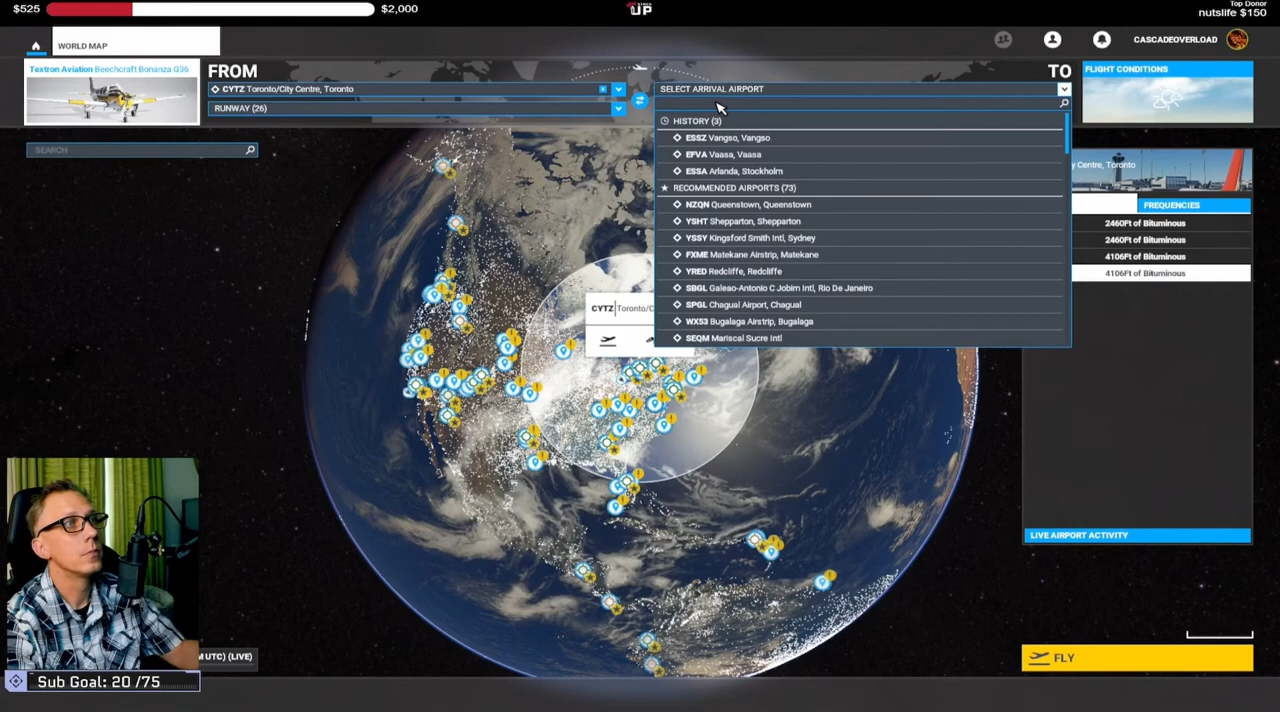 $525
$2,000
UP
Top Donor
nutslife $150
WORLD MAP
CASCADEOVERLOAD
Textron Aviation Beechcraft Bonanza G36
FROM
CYTZ Toronto/City Centre, Toronto
RUNWAY (26)
TO
SELECT ARRIVAL AIRPORT
HISTORY (3)
ESSZ Vangso, Vangso
EFVA Vaasa, Vaasa
ESSA Arlanda, Stockholm
RECOMMENDED AIRPORTS (73)
NZQN Queenstown, Queenstown
YSHT Shepparton, Shepparton
YSSY Kingsford Smith Intl, Sydney
FXME Matekane Airstrip, Matekane
YRED Redcliffe, Redcliffe
SBGL Galeao-Antonio C Jobim Intl, Rio De Janeiro
SPGL Chagual Airport, Chagual
WX53 Bugalaga Airstrip, Bugalaga
SEQM Mariscal Sucre Intl
FLIGHT CONDITIONS
SEARCH
y Centre, Toronto
FREQUENCIES
2460Ft of Bituminous
2460Ft of Bituminous
4106Ft of Bituminous
4106Ft of Bituminous
CYTZ Toronto/C
LIVE AIRPORT ACTIVITY
M UTC) (LIVE)
FLY
Sub Goal: 20 /75